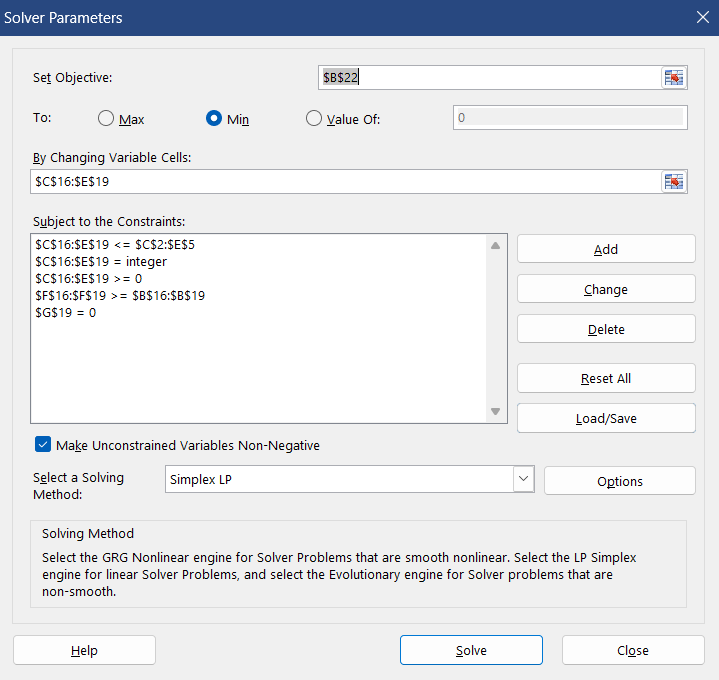 Solver Parameters
Set Objective:
$B$22
To:
Max
Min
Value Of:
0
By Changing Variable Cells:
$C$16:$E$19
Subject to the Constraints:
$C$16:$E$19 <= $C$2:$E$5
$C$16:$E$19 = integer
$C$16:$E$19 >= 0
$F$16:$F$19 >= $B$16:$B$19
$G$19 = 0
Add
Change
Delete
Reset All
Load/Save
Make Unconstrained Variables Non-Negative
Select a Solving
Method:
Simplex LP
Options
Solving Method
Select the GRG Nonlinear engine for Solver Problems that are smooth nonlinear. Select the LP Simplex
engine for linear Solver Problems, and select the Evolutionary engine for Solver problems that are
non-smooth.
Help
Solve
Close